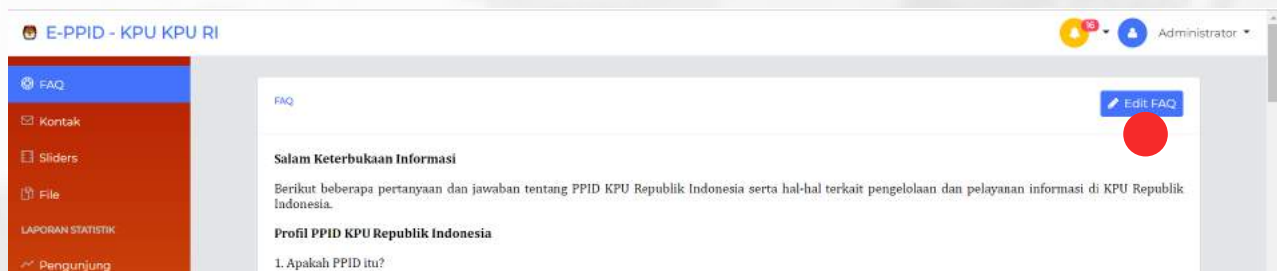 E-PPID - KPU KPU RI
16
Administrator
FAQ
Kontak
Sliders
File
LAPORAN STATISTIK
Pengunjung
FAQ
Edit FAQ
Salam Keterbukaan Informasi
Berikut beberapa pertanyaan dan jawaban tentang PPID KPU Republik Indonesia serta hal-hal terkait pengelolaan dan pelayanan informasi di KPU Republik
Indonesia.
Profil PPID KPU Republik Indonesia
1. Apakah PPID itu?